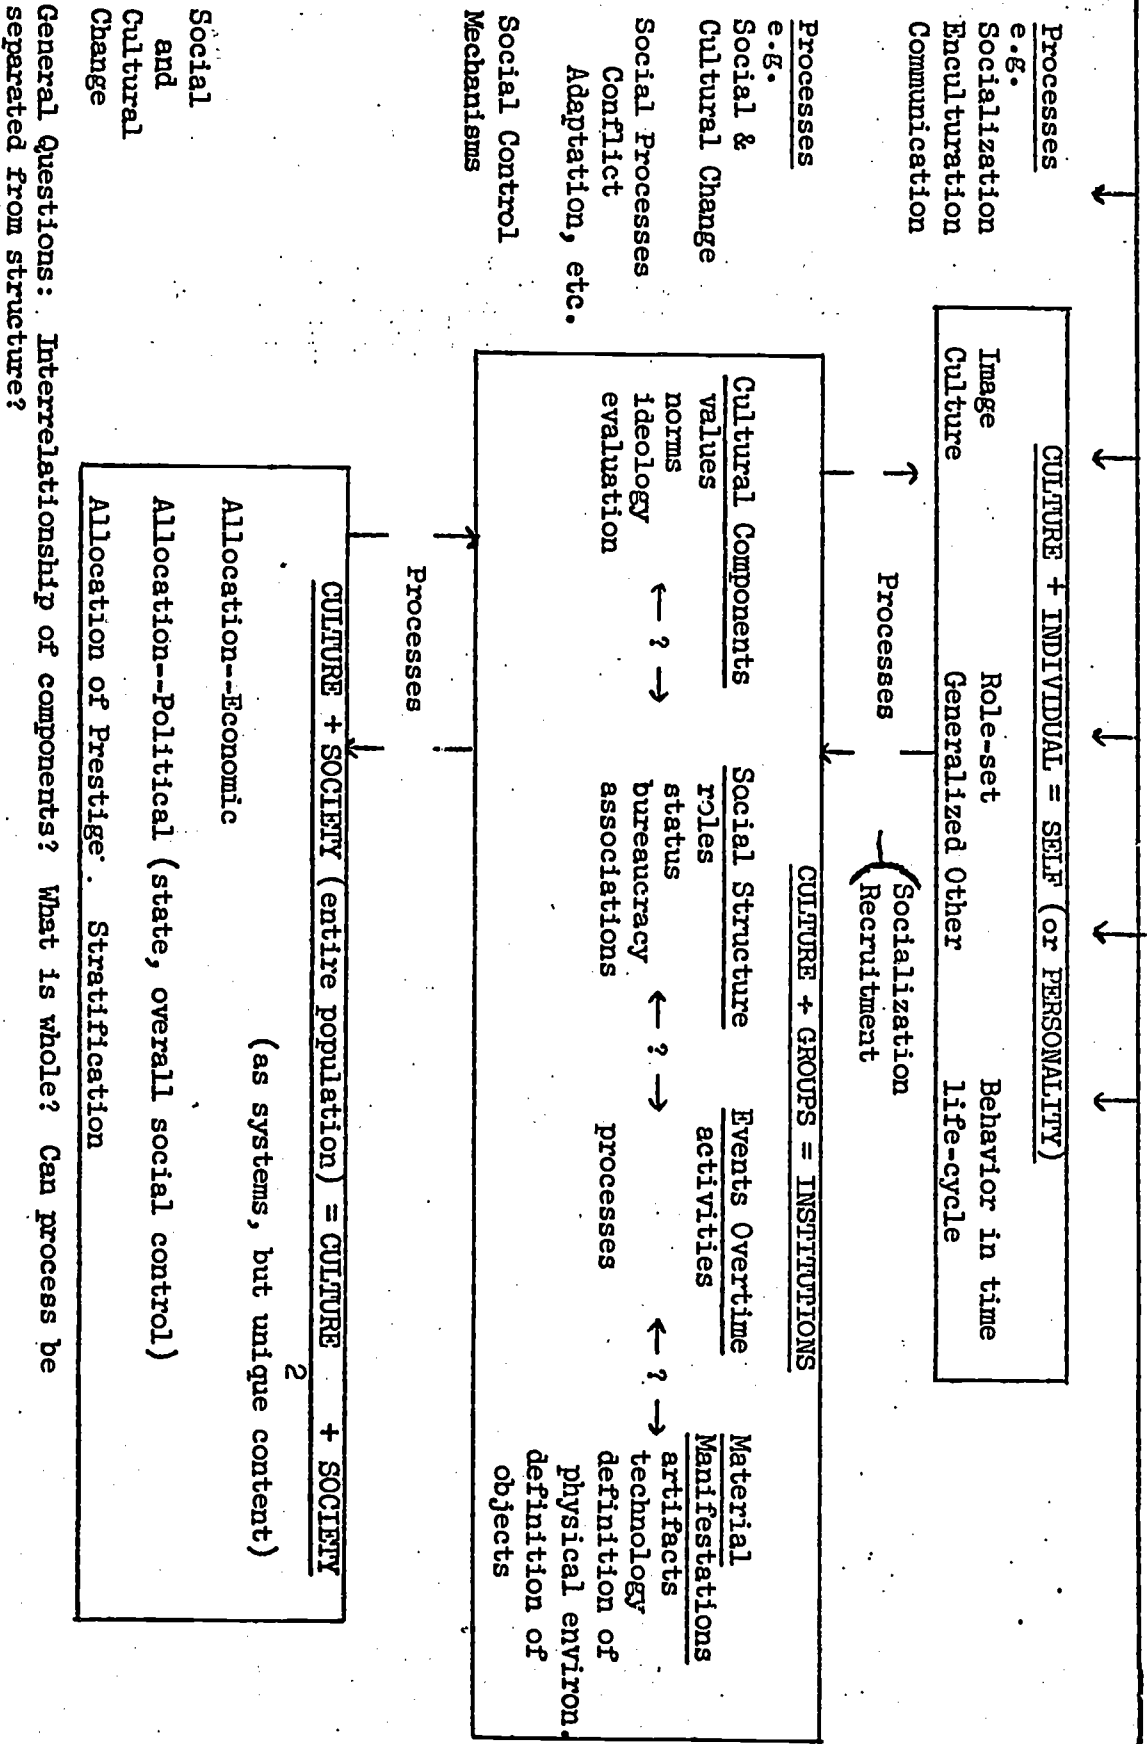 Processes
e.g.
Socialization
Enculturation
Communication
CULTURE + INDIVIDUAL = SELF (or PERSONALITY)
Image Role-set Behavior in time
Culture Generalized Other life-cycle
Processes
Socialization
Recruitment
Processes
e.g.
Social &
Cultural Change
Social Processes
Conflict
Adaptation, etc.
Social Control
Mechanisms
CULTURE + GROUPS = INSTITUTIONS
Cultural Components
values
norms
ideology
evaluation
← ? →
Social Structure
roles
status
bureaucracy
associations
← ? →
Events Overtime
activities
processes
← ? →
Material
Manifestations
artifacts
technology
definition of
physical environ.
definition of
objects
Processes
Social
and
Cultural
Change
CULTURE + SOCIETY (entire population) = CULTURE + SOCIETY
2
(as systems, but unique content)
Allocation--Economic
Allocation--Political (state, overall social control)
Allocation of Prestige. Stratification
General Questions: Interrelationship of components? What is whole? Can process be
separated from structure?